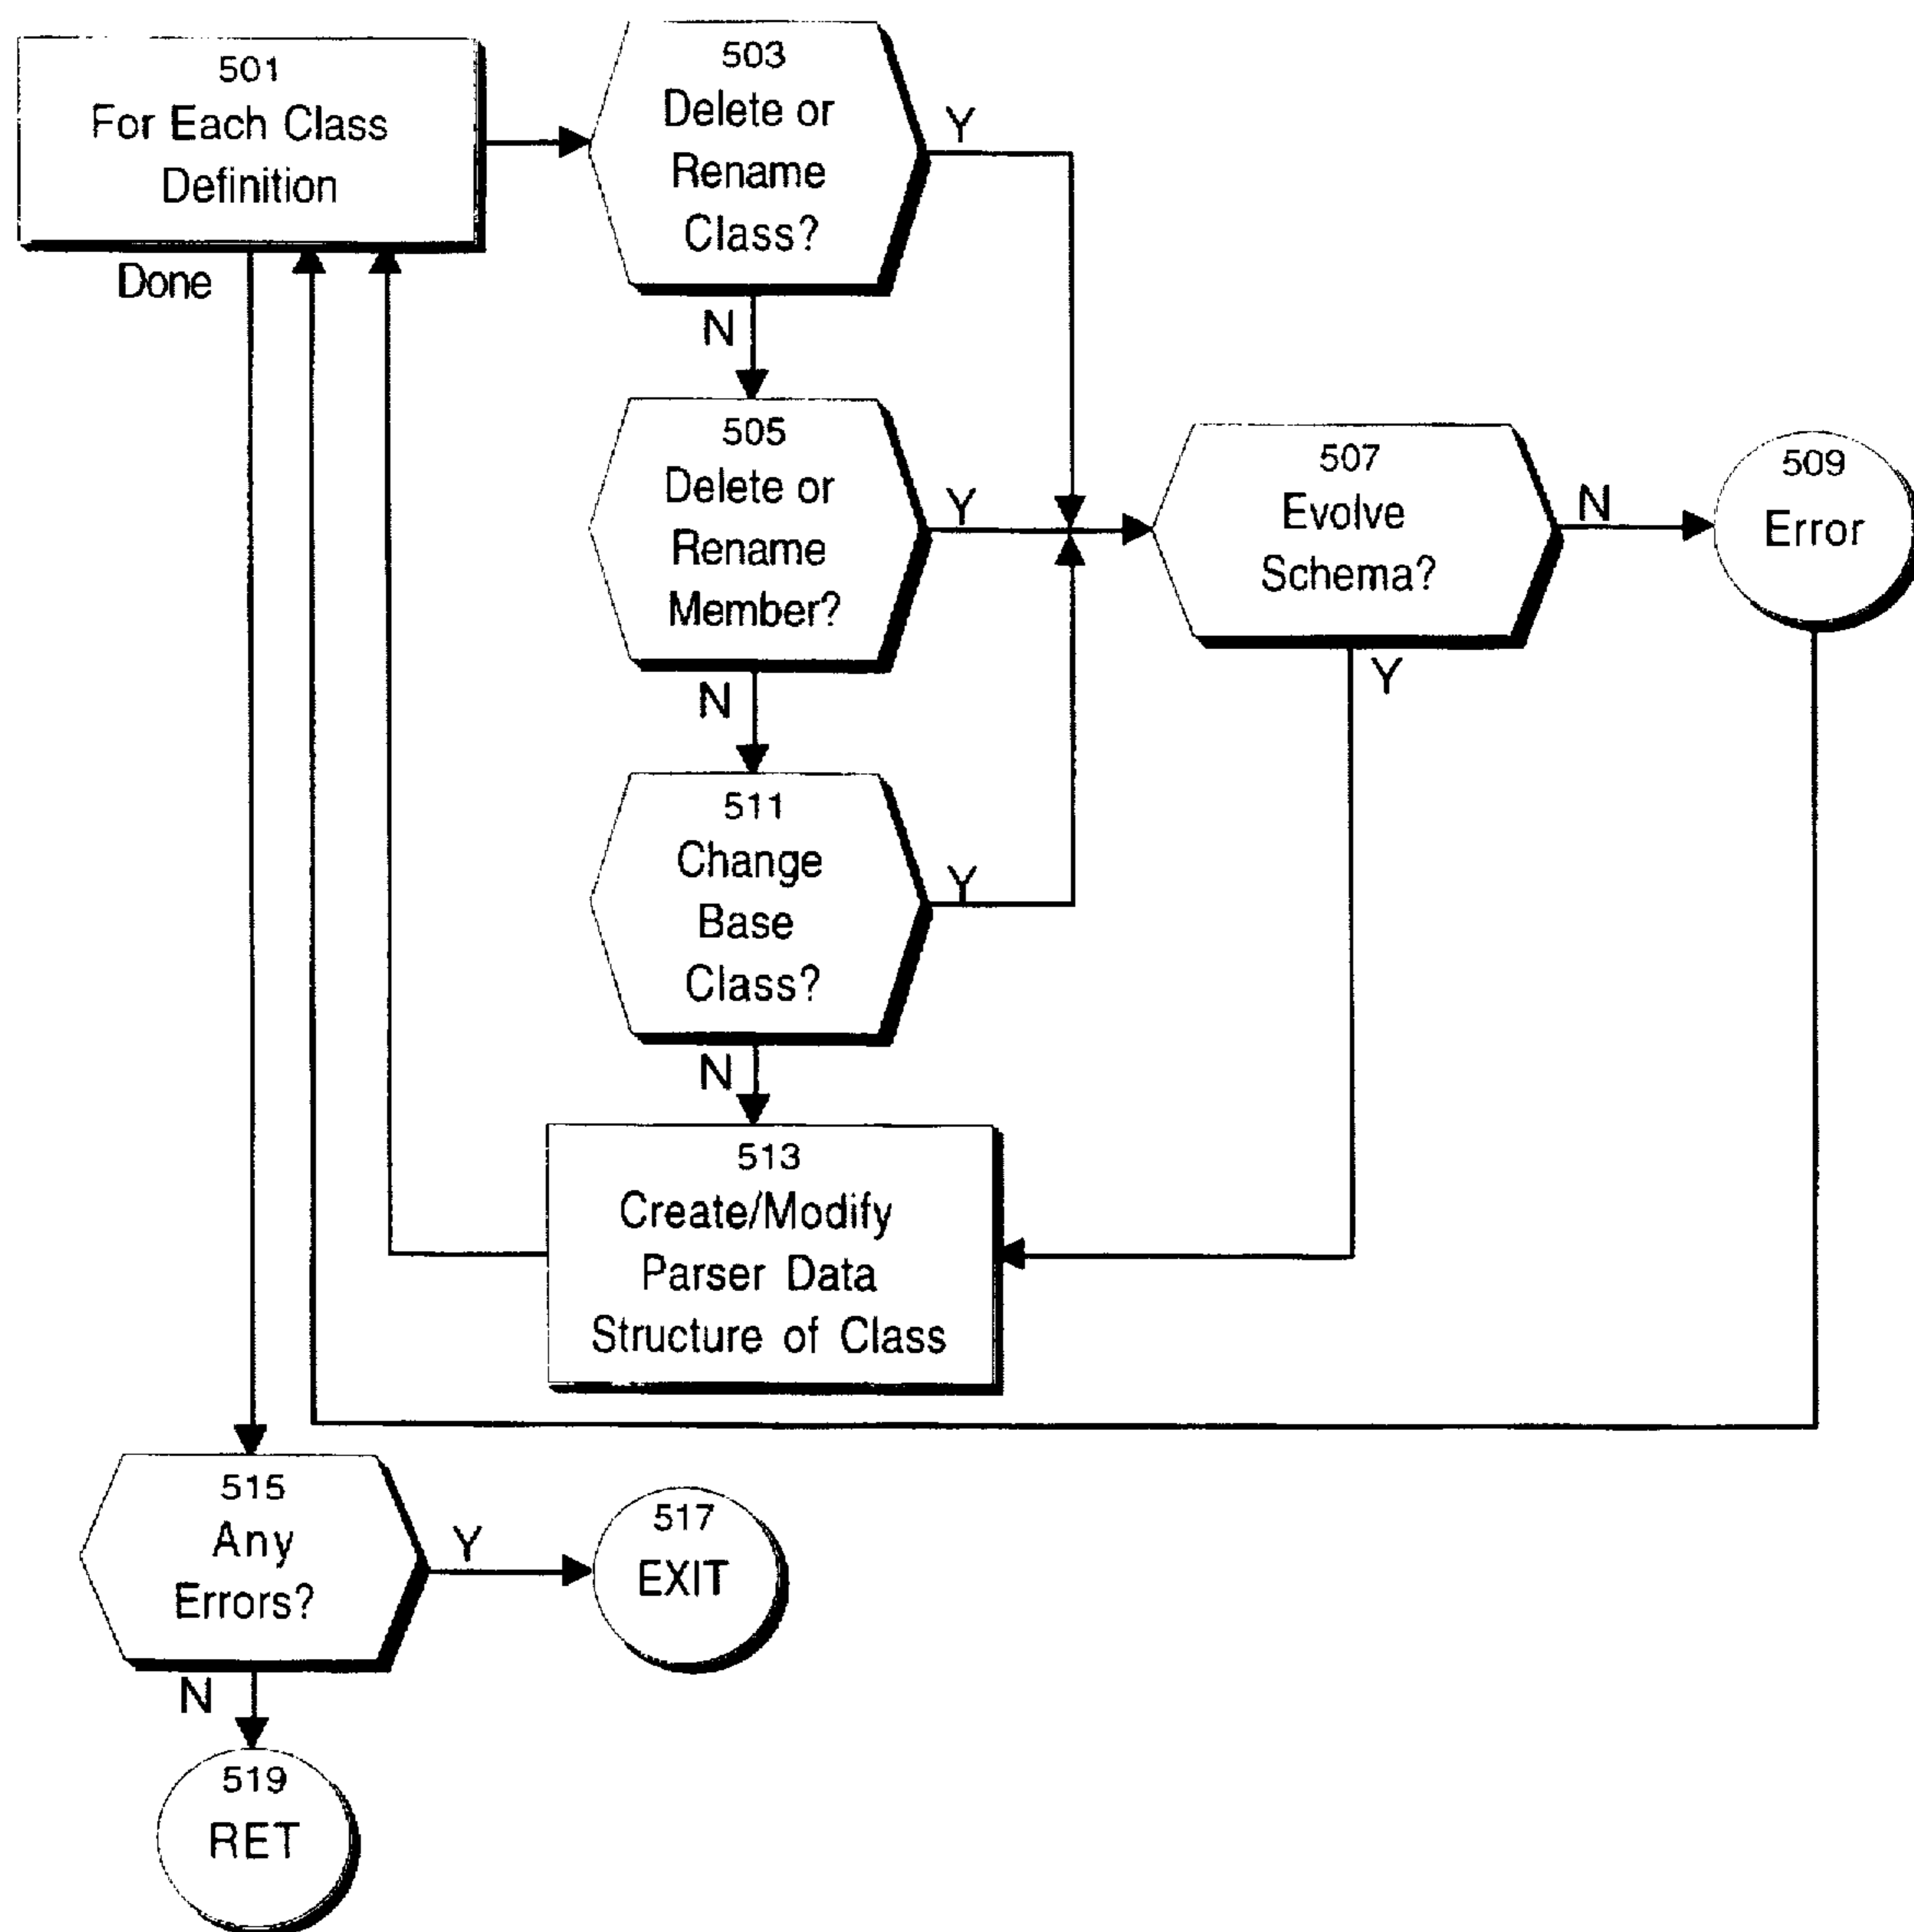 501
For Each Class
Definition
Done
503
Delete or
Rename
Class?
Y
N
505
Delete or
Rename
Member?
Y
N
507
Evolve
Schema?
N
Y
509
Error
511
Change
Base
Class?
Y
N
513
Create/Modify
Parser Data
Structure of Class
515
Any
Errors?
Y
N
517
EXIT
519
RET